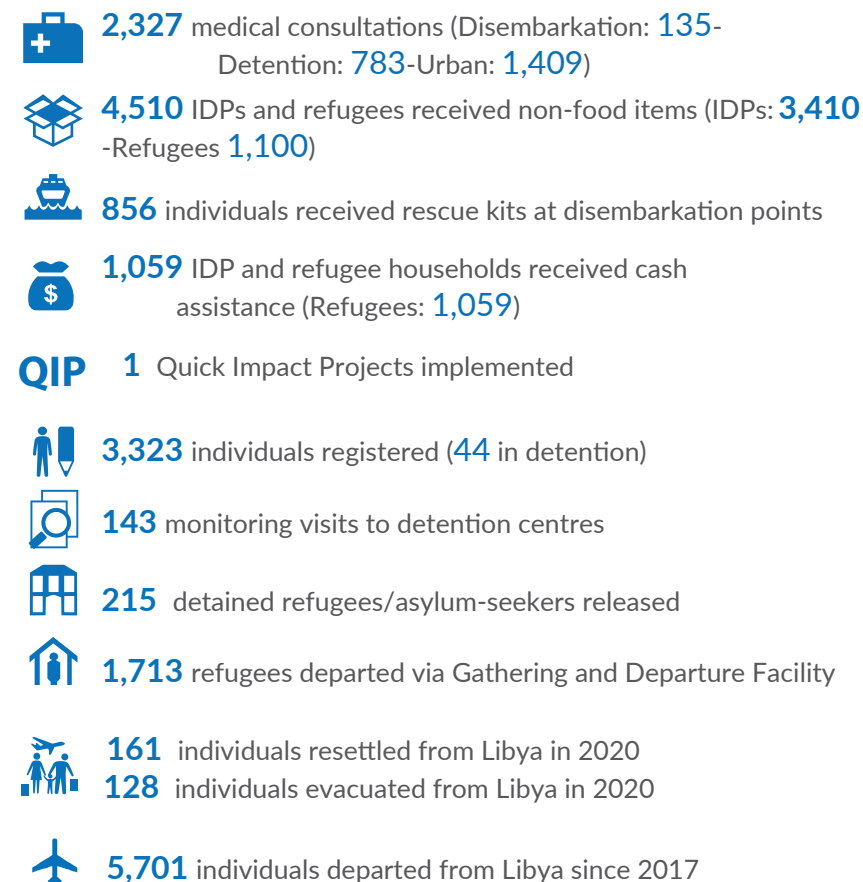 2,327 medical consultations (Disembarkation: 135-
Detention: 783-Urban: 1,409)
4,510 IDPs and refugees received non-food items (IDPs: 3,410
-Refugees 1,100)
856 individuals received rescue kits at disembarkation points
1,059 IDP and refugee households received cash
assistance (Refugees: 1,059)
$
QIP 1 Quick Impact Projects implemented
3,323 individuals registered (44 in detention)
143 monitoring visits to detention centres
215 detained refugees/asylum-seekers released
1,713 refugees departed via Gathering and Departure Facility
161 individuals resettled from Libya in 2020
128 individuals evacuated from Libya in 2020
5,701 individuals departed from Libya since 2017